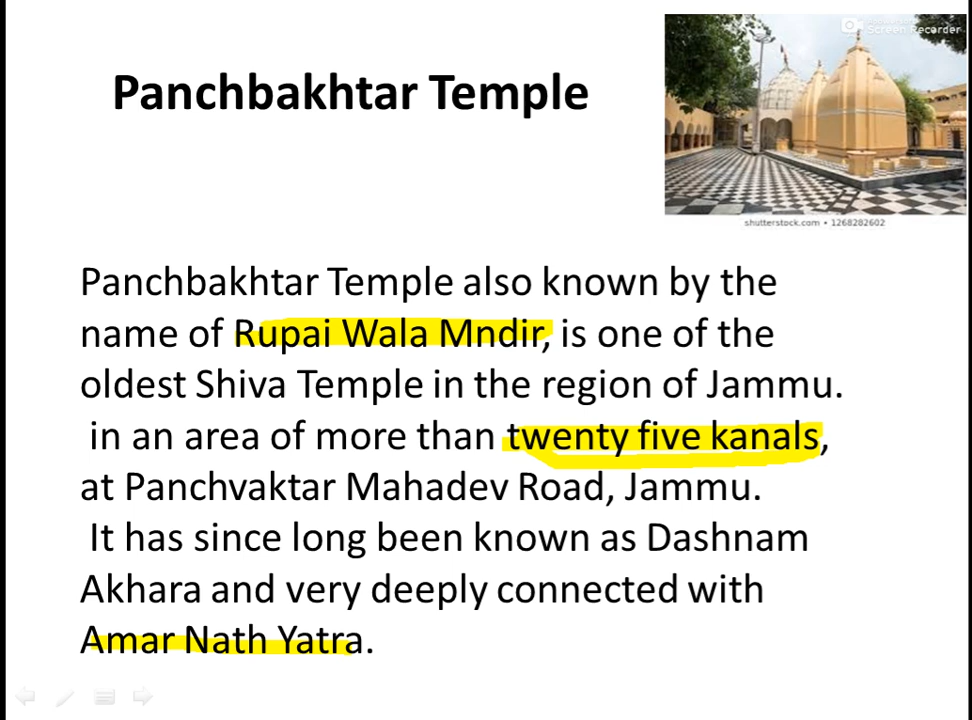 Screen Recorder
Panchbakhtar Temple
shutterstock.com • 1268282602
Panchbakhtar Temple also known by the
name of Rupai Wala Mndir, is one of the
oldest Shiva Temple in the region of Jammu.
in an area of more than twenty five kanals,
at Panchvaktar Mahadev Road, Jammu.
It has since long been known as Dashnam
Akhara and very deeply connected with
Amar Nath Yatra.